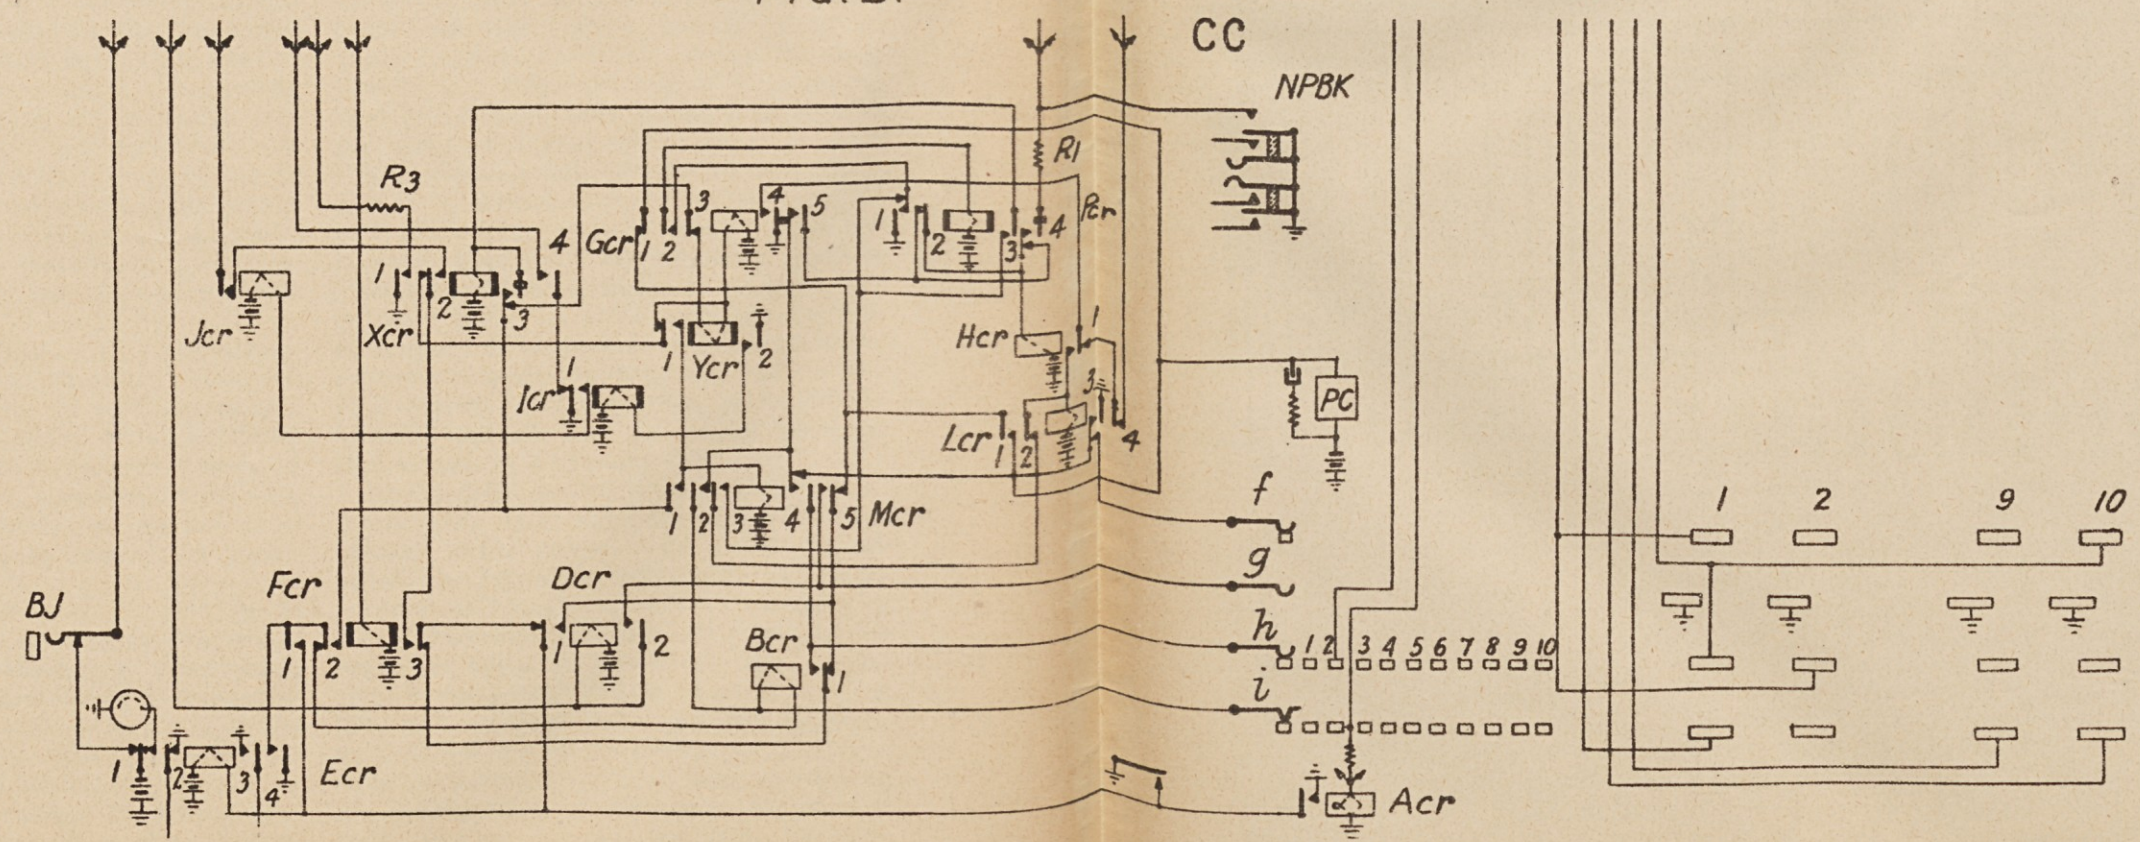 CC
NPBK
R1
R3
4 5
3
Pcr
1 2 3 4
Gcr 1 2
4
1 2 3
Jcr
Xcr
1 Ycr 2
Hcr 1
1
Icr
3
Lcr 1 2 4
PC
1 2 3 4 5 Mcr
f
1 2 9 10
g
Fcr
Dcr
BJ
h 1 2 3 4 5 6 7 8 9 10
1 2 3
1 2
Bcr
1
i
1 2 3 4 Ecr
Acr